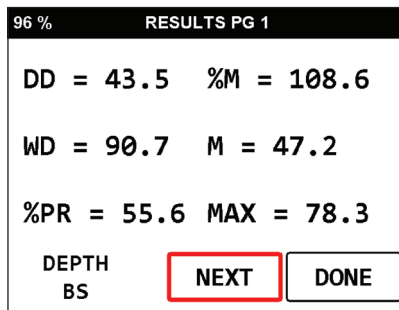 96 % RESULTS PG 1
DD = 43.5 %M = 108.6
WD = 90.7 M = 47.2
%PR = 55.6 MAX = 78.3
DEPTH
BS
NEXT
DONE